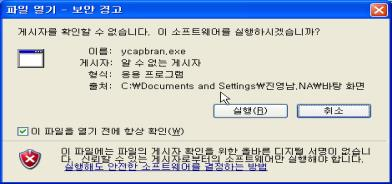 파일 열기 - 보안 경고
게시자를 확인할 수 없습니다. 이 소프트웨어를 실행하시겠습니까?
이름: ycapbran.exe
게시자: 알 수 없는 게시자
형식: 응용 프로그램
출처: C:₩Documents and Settings₩진영남.NA₩바탕 화면
실행(R) 취소
이 파일을 열기 전에 항상 확인(W)
이 파일에는 파일의 게시자 확인을 위한 올바른 디지털 서명이 없습니
다. 신뢰할 수 있는 게시자로부터의 소프트웨어만 실행해야 합니다.
실행해도 안전한 소프트웨어를 결정하는 방법